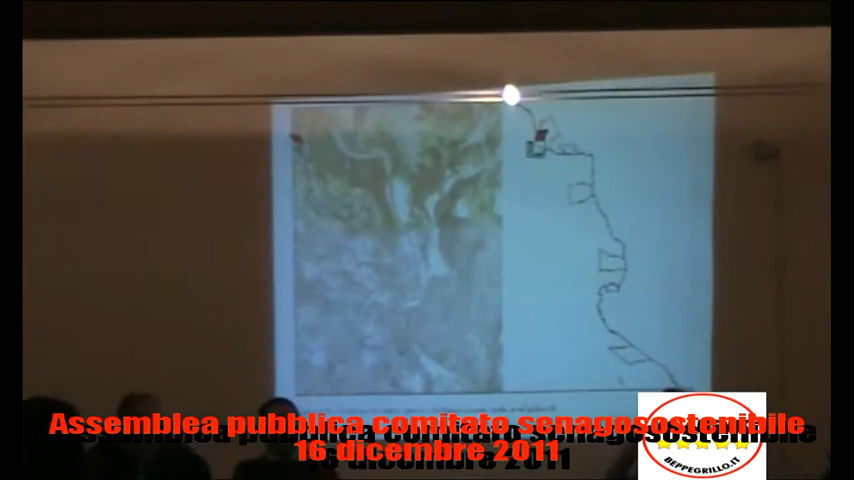 Assemblea pubblica comitato senagosostenibile
16 dicembre 2011
BEPPEGRILLO.IT